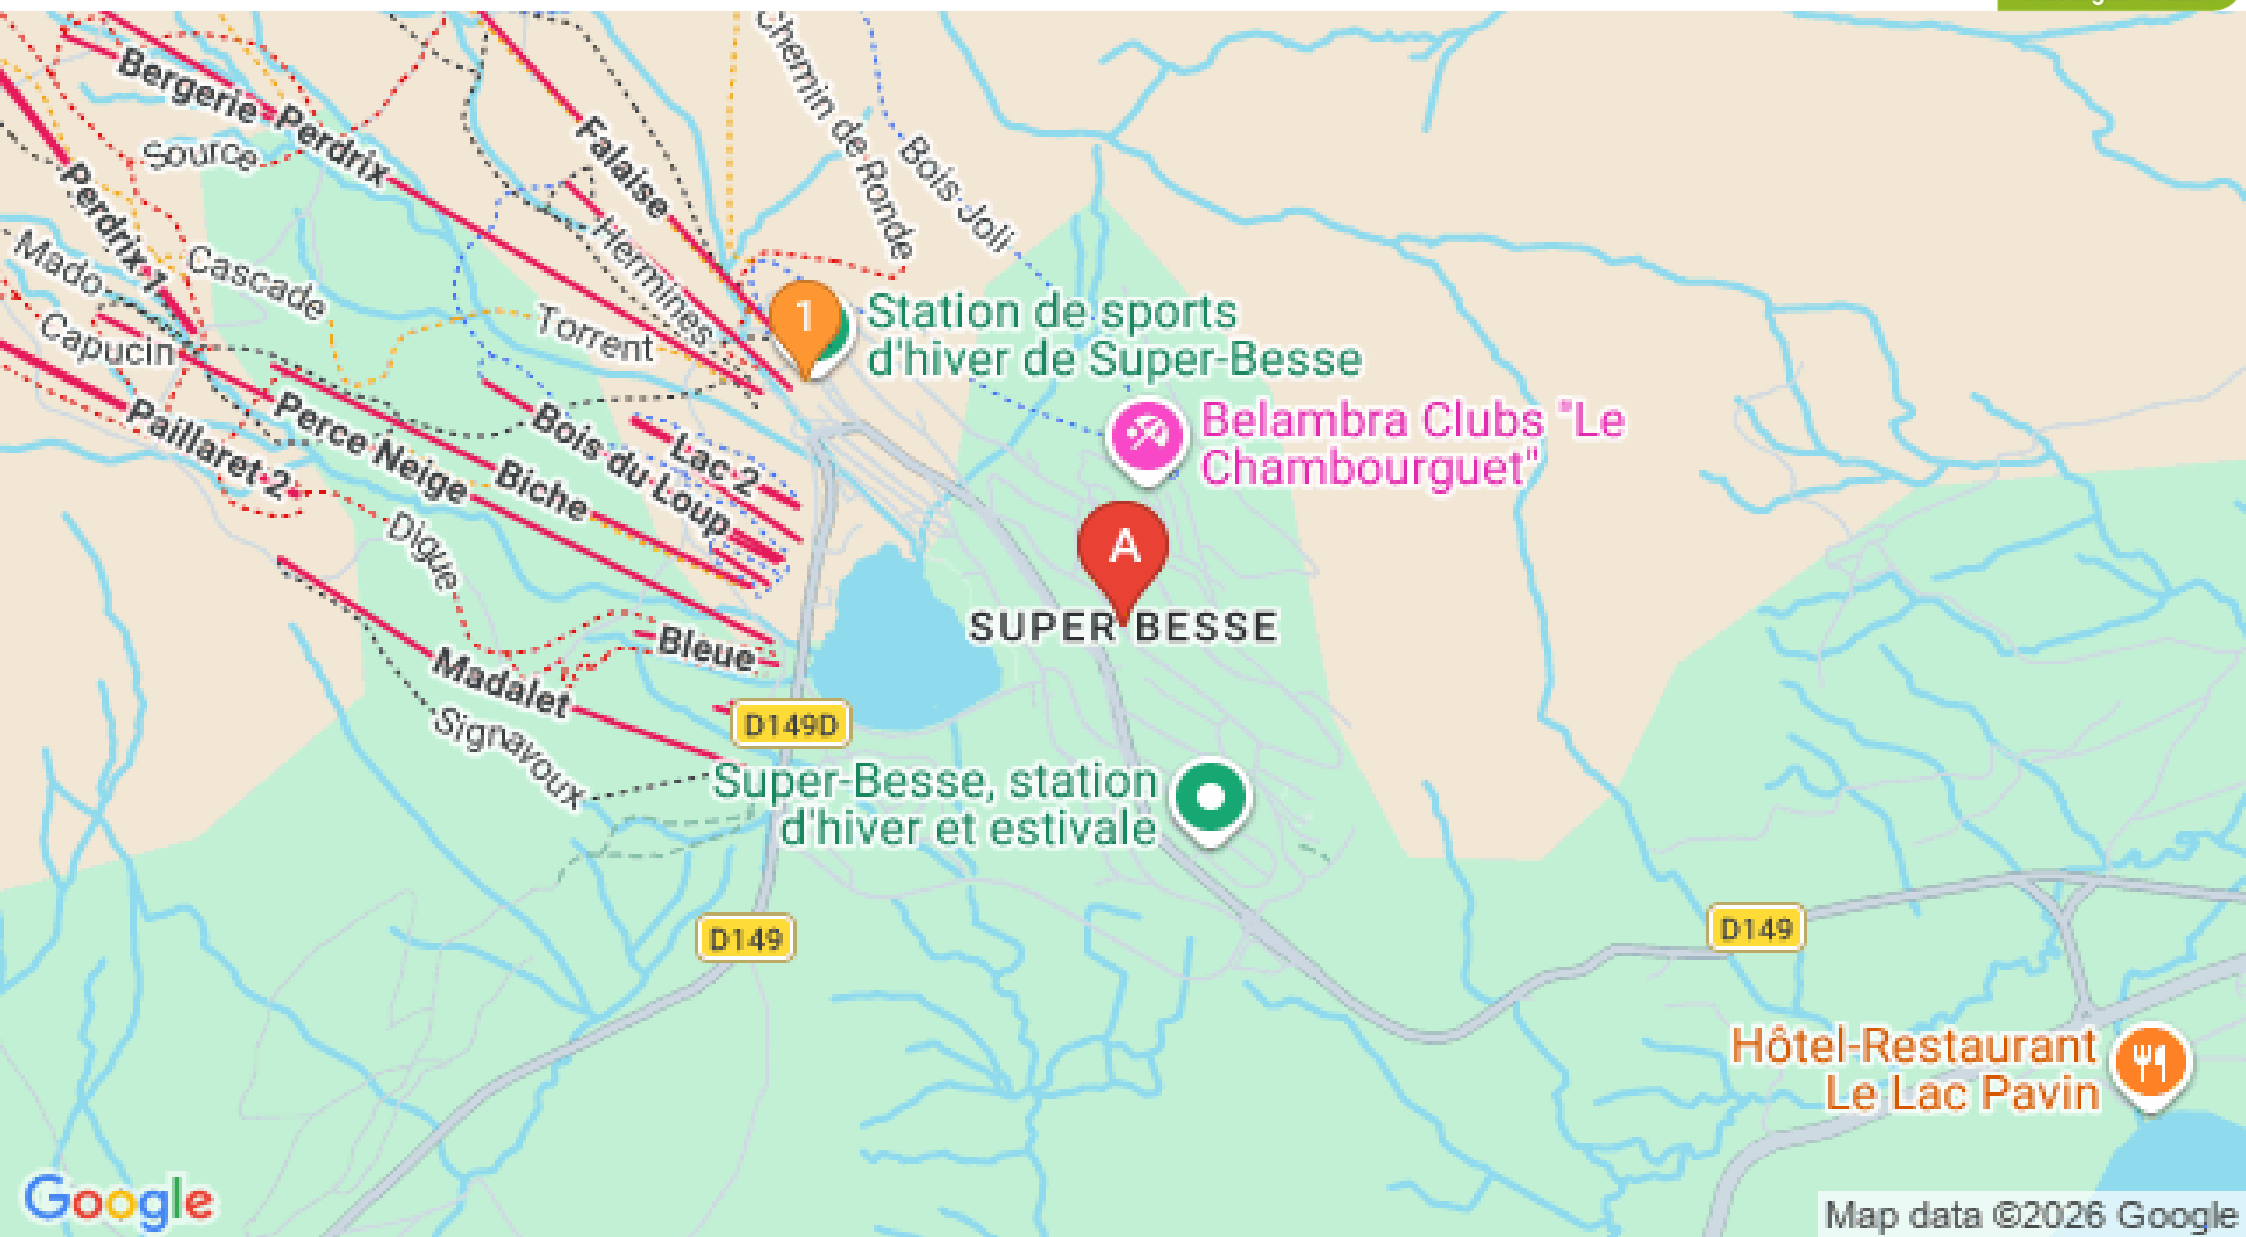 Chemin de Ronde
Bois Joli
Bergerie
Perdrix
Source
Falaise
Perdrix 1
Hermines
Mado
Cascade
Capucin
Torrent
1
Station de sports
d'hiver de Super-Besse
Paillaret 2
Perce Neige
Biche
Bois du Loup
Lac 2
Belambra Clubs "Le
Chambourguet"
A
SUPER BESSE
Digue
Bleue
Madalet
Signavoux
D149D
Super-Besse, station
d'hiver et estivale
D149
D149
Hôtel-Restaurant
Le Lac Pavin
Google
Map data ©2026 Google